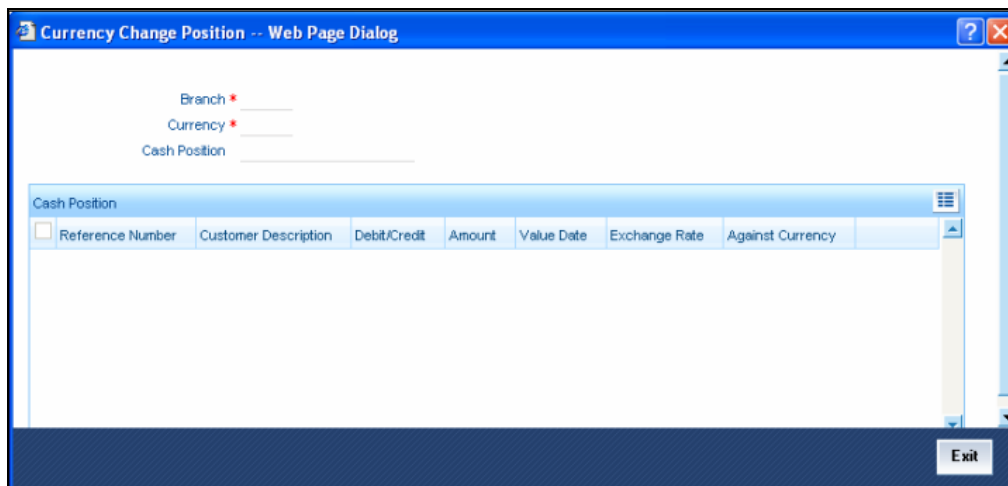 Currency Change Position -- Web Page Dialog
Branch *
Currency *
Cash Position
Cash Position
Reference Number Customer Description Debit/Credit Amount Value Date Exchange Rate Against Currency
Exit